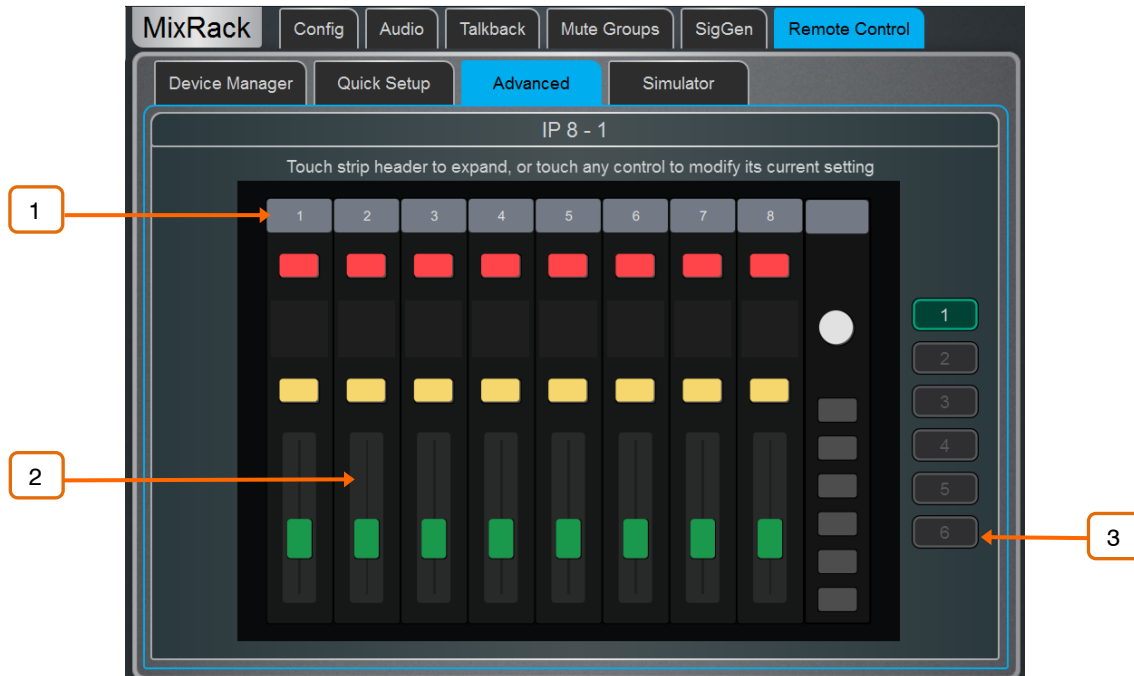 MixRack Config Audio Talkback Mute Groups SigGen Remote Control
Device Manager Quick Setup Advanced Simulator
IP 8 - 1
Touch strip header to expand, or touch any control to modify its current setting
1
1 2 3 4 5 6 7 8
1
2
3
4
2
5
6
3